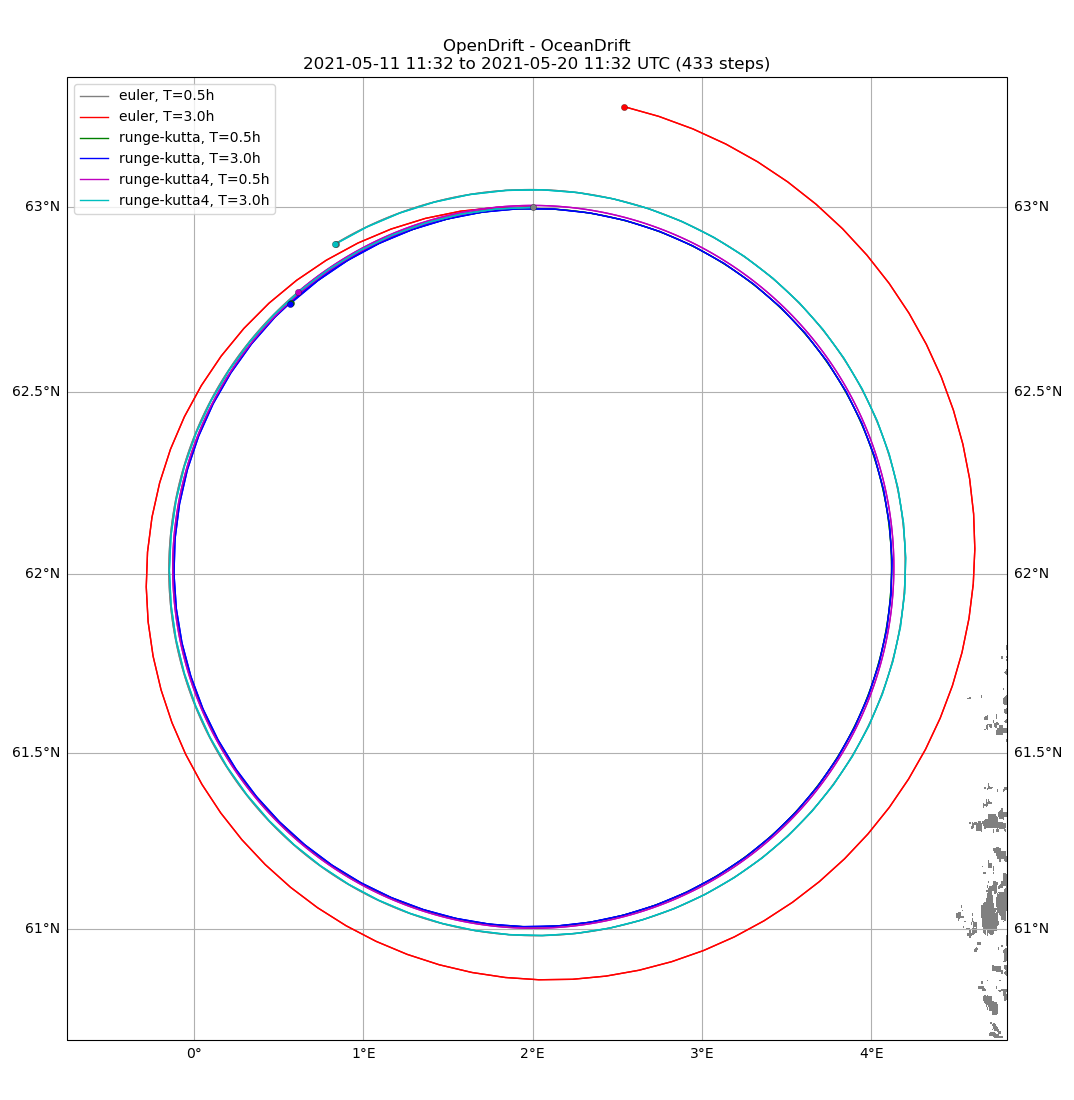 OpenDrift - OceanDrift
2021-05-11 11:32 to 2021-05-20 11:32 UTC (433 steps)
euler, T=0.5h
euler, T=3.0h
runge-kutta, T=0.5h
runge-kutta, T=3.0h
runge-kutta4, T=0.5h
runge-kutta4, T=3.0h
63°N 63°N
62.5°N 62.5°N
62°N 62°N
61.5°N 61.5°N
61°N 61°N
0° 1°E 2°E 3°E 4°E